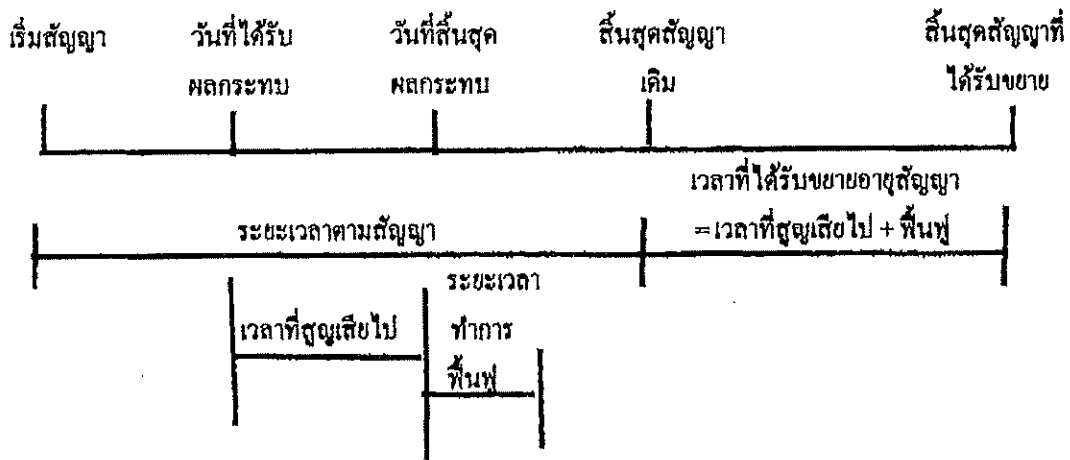 เริ่มสัญญา วันที่ได้รับ วันที่สิ้นสุด สิ้นสุดสัญญา สิ้นสุดสัญญาที่
ผลกระทบ ผลกระทบ เดิม ได้รับขยาย
เวลาที่ได้รับขยายอายุสัญญา
ระยะเวลาตามสัญญา =เวลาที่สูญเสียไป + ฟื้นฟู
ระยะเวลา
เวลาที่สูญเสียไป ทำการ
ฟื้นฟู